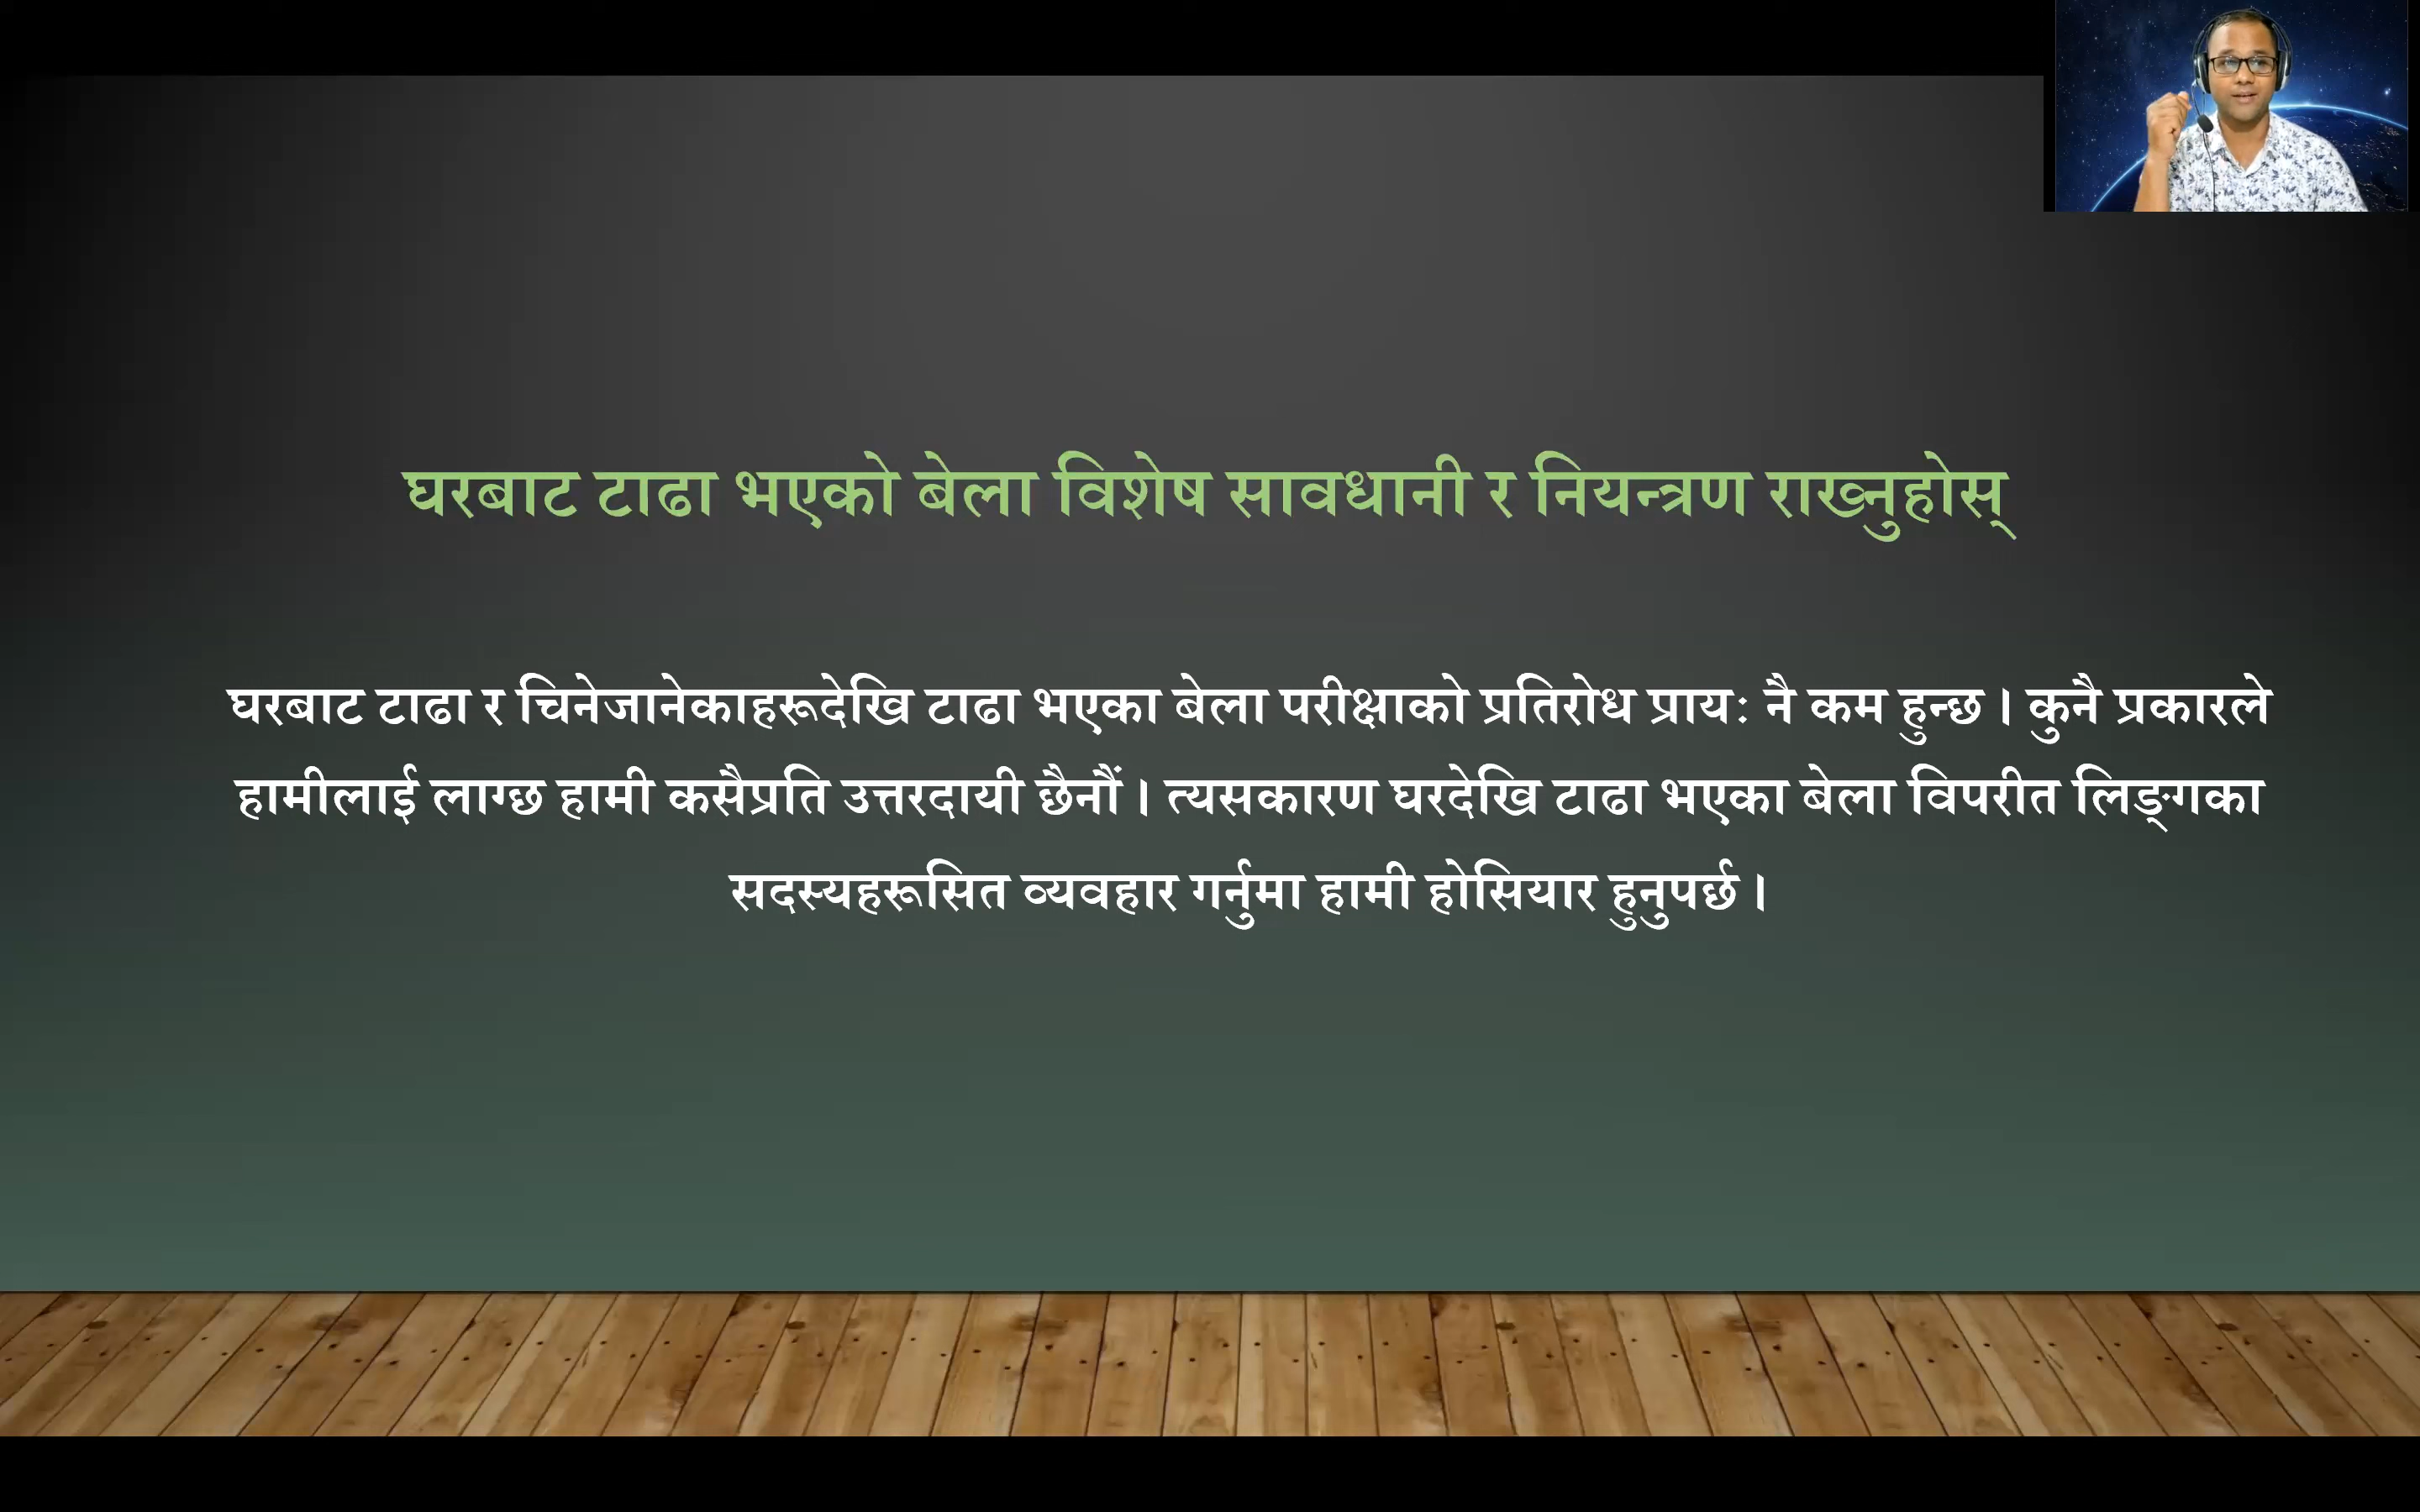 घरबाट टाढा भएको बेला विशेष सावधानी र नियन्त्रण राख्नुहोस्
घरबाट टाढा र चिनेजानेकाहरूदेखि टाढा भएका बेला परीक्षाको प्रतिरोध प्रायः नै कम हुन्छ । कुनै प्रकारले
हामीलाई लाग्छ हामी कसैप्रति उत्तरदायी छैनौं । त्यसकारण घरदेखि टाढा भएका बेला विपरीत लिङ्गका
सदस्यहरूसित व्यवहार गर्नुमा हामी होसियार हुनुपर्छ ।